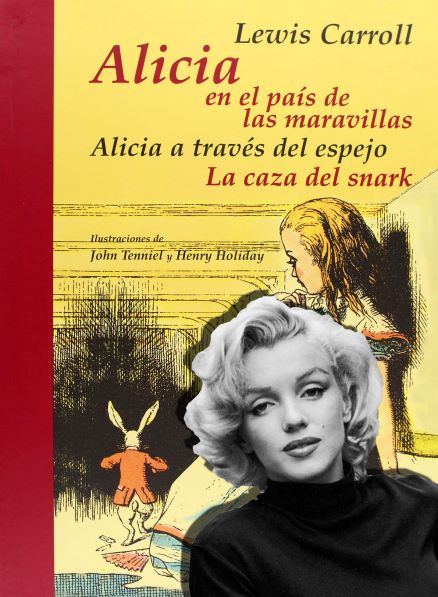 Lewis Carroll
Alicia
en el país de
las maravillas
Alicia a través del espejo
La caza del snark
Ilustraciones de
John Tenniel y Henry Holiday